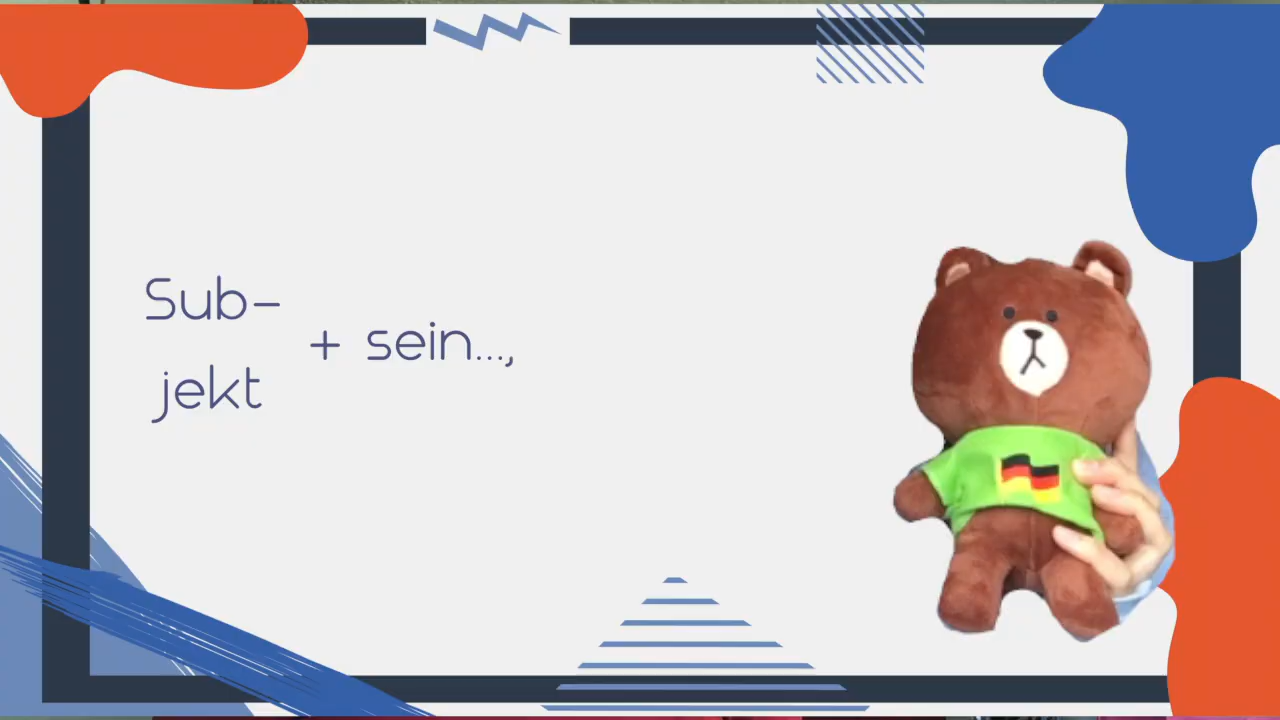 Sub-
jekt
+ sein...,